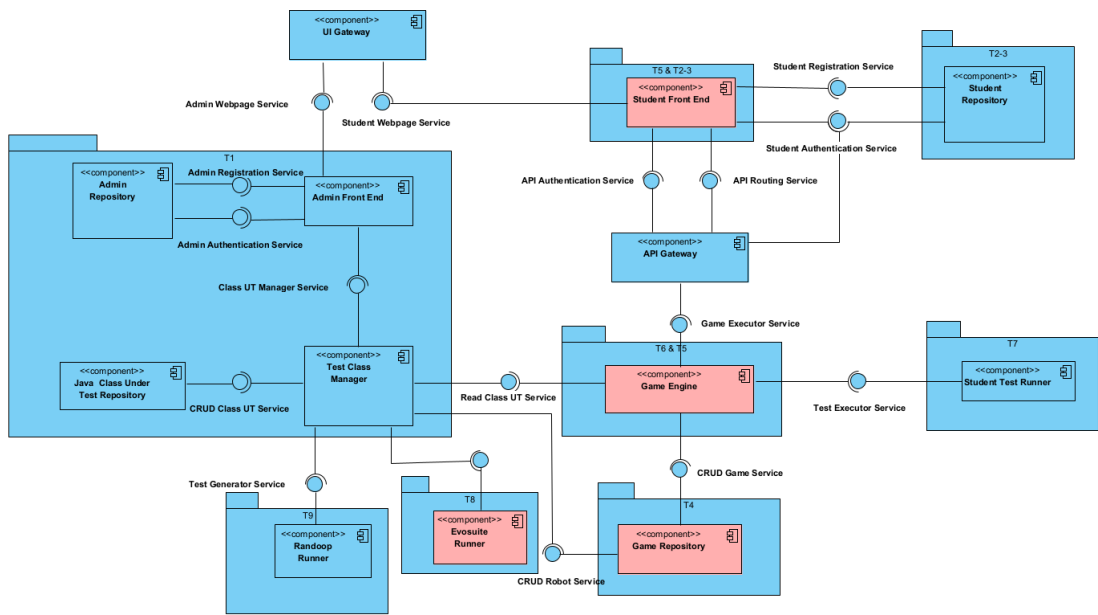 <<component>>
UI Gateway
Admin Webpage Service
Student Webpage Service
T5 & T2-3
<<component>>
Student Front End
Student Registration Service
Student Authentication Service
T2-3
<<component>>
Student
Repository
T1
Admin Registration Service
<<component>>
Admin
Repository
<<component>>
Admin Front End
Admin Authentication Service
API Authentication Service
API Routing Service
<<component>>
API Gateway
Class UT Manager Service
Game Executor Service
<<component>>
Java Class Under
Test Repository
CRUD Class UT Service
<<component>>
Test Class
Manager
Read Class UT Service
T6 & T5
<<component>>
Game Engine
Test Executor Service
T7
<<component>>
Student Test Runner
Test Generator Service
CRUD Game Service
T9
<<component>>
Randoop
Runner
T8
<<component>>
Evosuite
Runner
CRUD Robot Service
T4
<<component>>
Game Repository